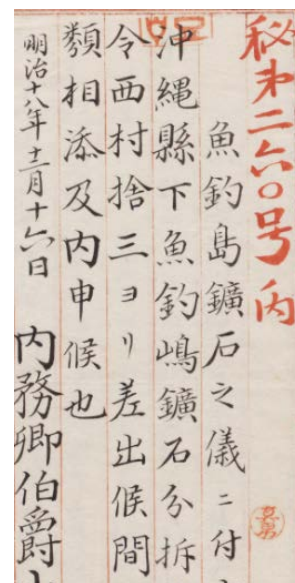 秘第二六〇号ノ内
魚釣島鑛石之儀ニ付
沖縄縣下魚釣嶋鑛石分拆
令西村捨三ヨリ差出候間
類相添及内申候也
明治十八年十二月十六日
内務卿伯爵